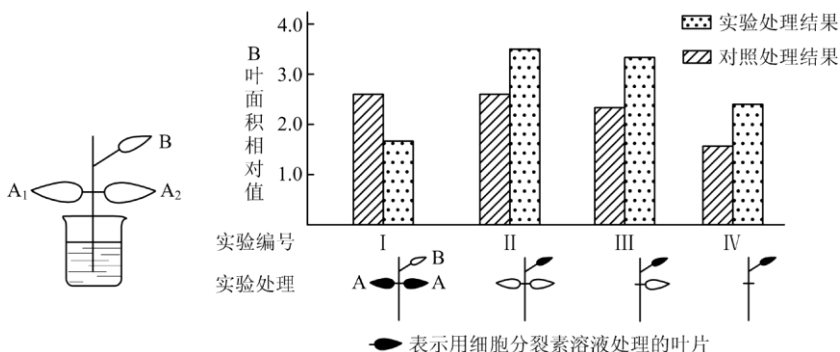 4.0
3.0
2.0
1.0
B叶面积相对值
实验处理结果
对照处理结果
B
A₁
A₂
实验编号 Ⅰ Ⅱ Ⅲ Ⅳ
实验处理
B
A A
表示用细胞分裂素溶液处理的叶片